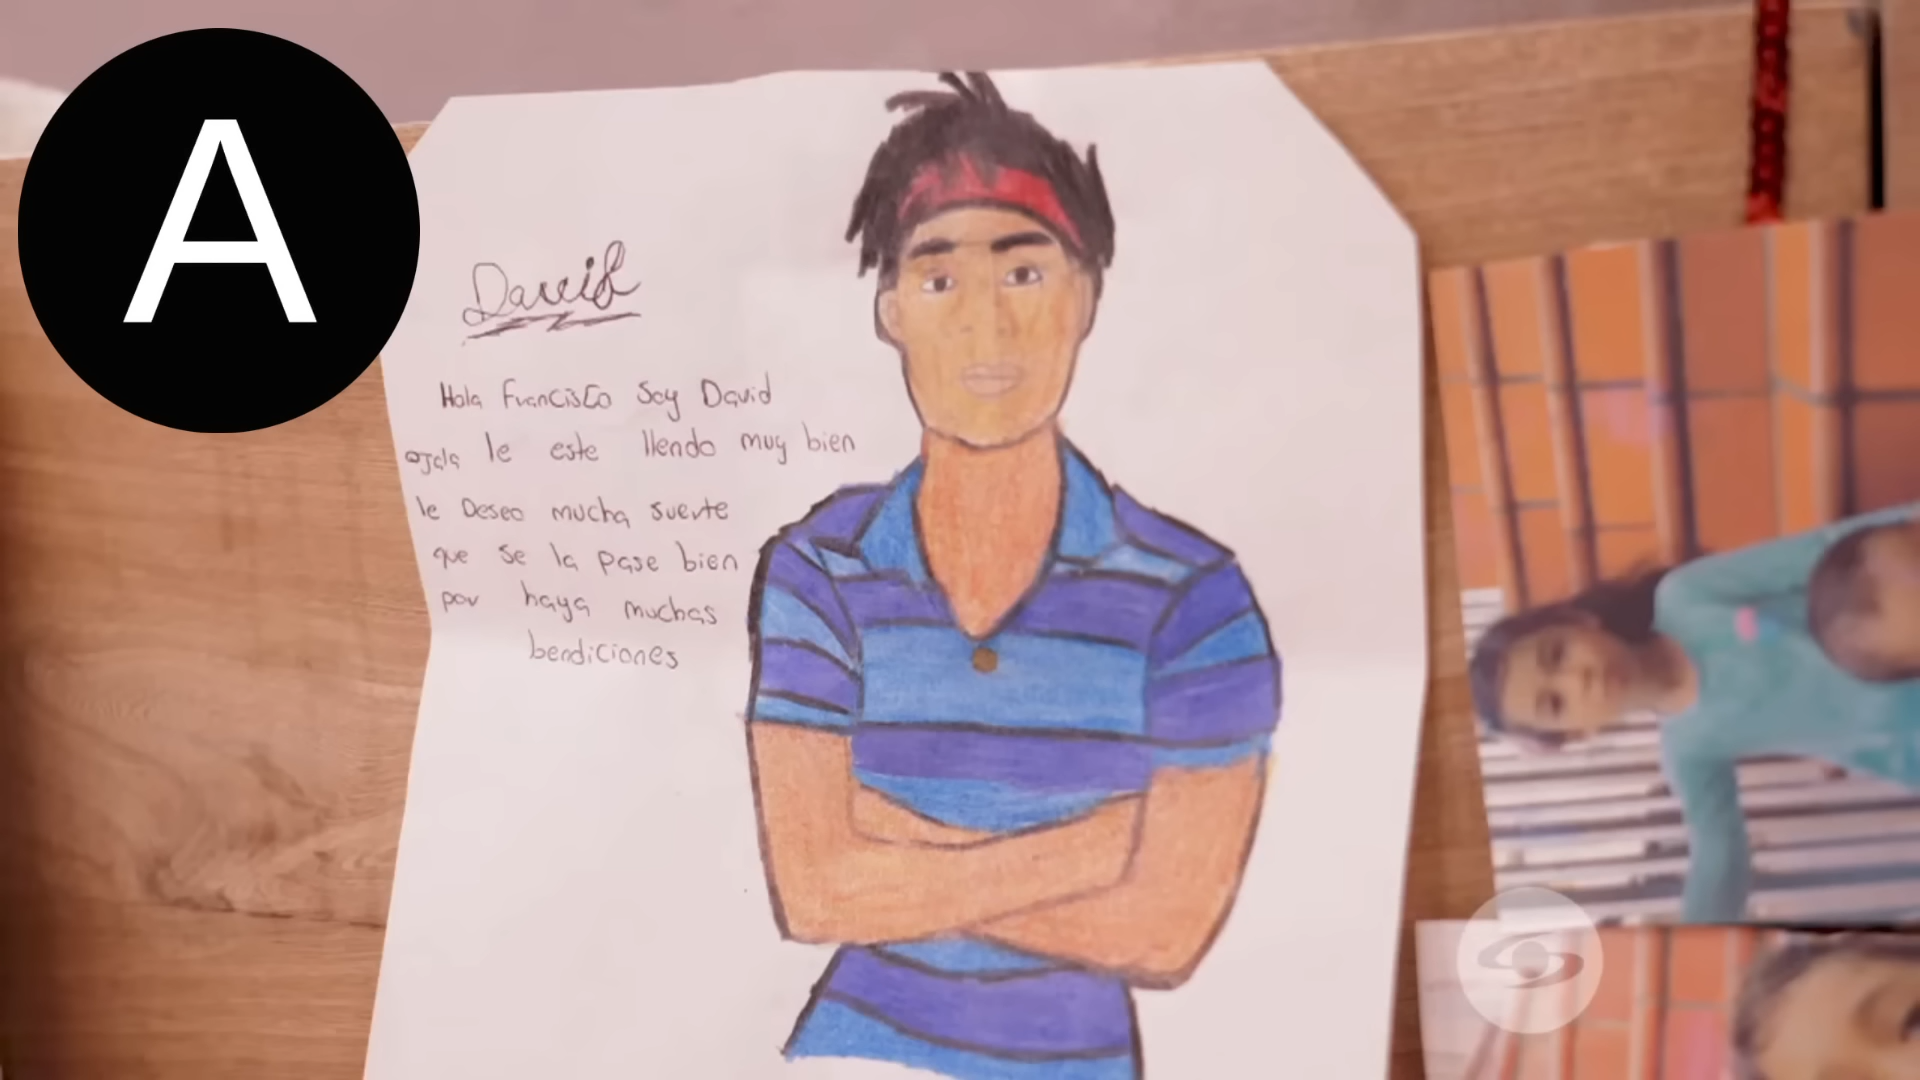 A
David
Hola Francisco Soy David
ojala le este llendo muy bien
le Deseo mucha suerte
que se la pase bien
por haya muchas
bendiciones